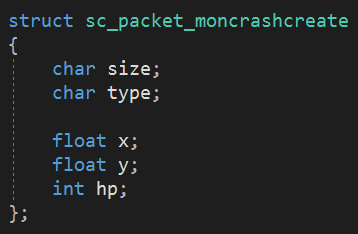 struct sc_packet_moncrashcreate
{
char size;
char type;
float x;
float y;
int hp;
};